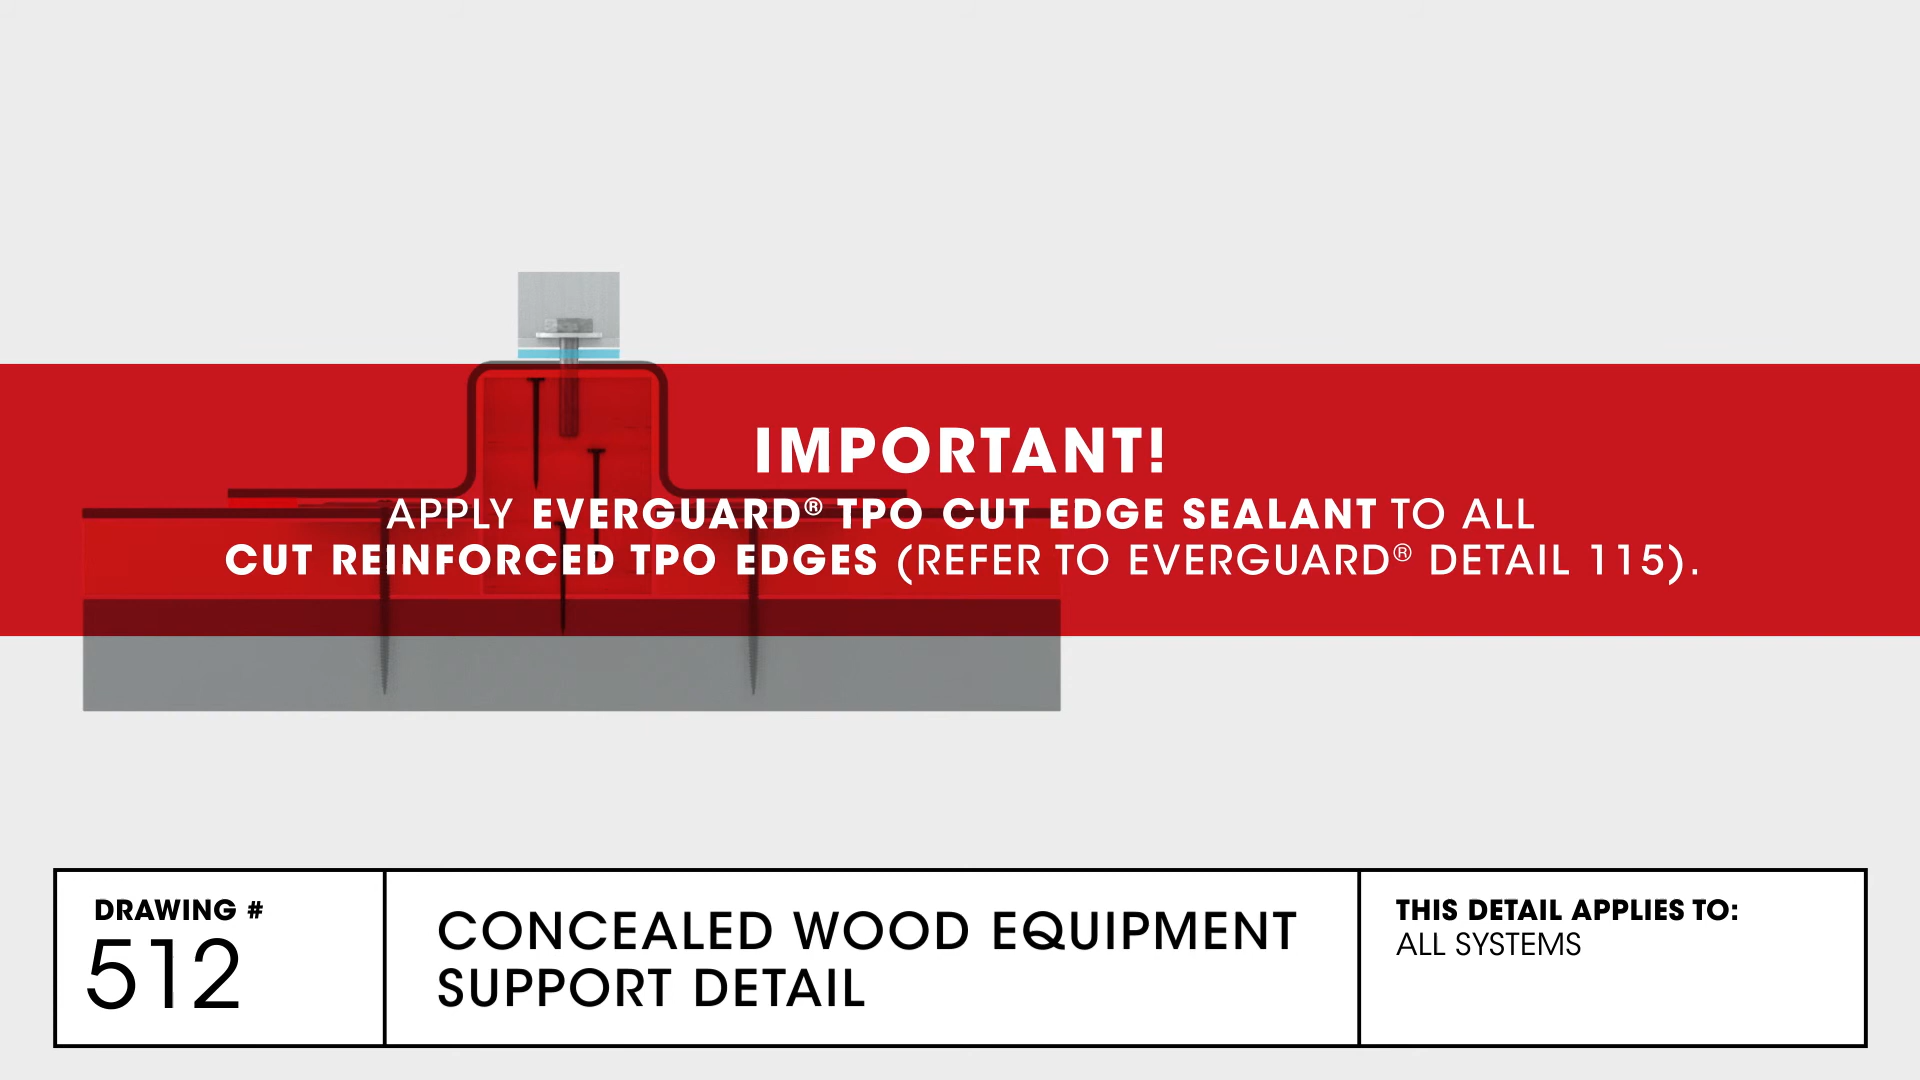 IMPORTANT!
APPLY EVERGUARD® TPO CUT EDGE SEALANT TO ALL
CUT REINFORCED TPO EDGES (REFER TO EVERGUARD® DETAIL 115).
DRAWING #
512
CONCEALED WOOD EQUIPMENT
SUPPORT DETAIL
THIS DETAIL APPLIES TO:
ALL SYSTEMS